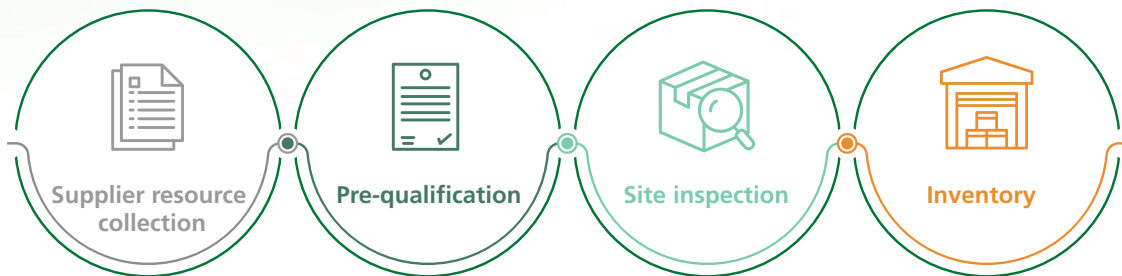 Supplier resource
collection
Pre-qualification
Site inspection
Inventory